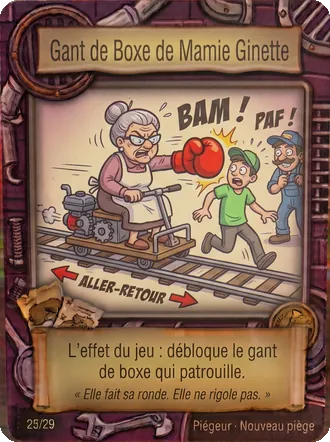 Gant de Boxe de Mamie Ginette
BAM !
PAF !
ALLER-RETOUR
L'effet du jeu : débloque le gant
de boxe qui patrouille.
« Elle fait sa ronde. Elle ne rigole pas. »
25/29
Piégeur · Nouveau piège